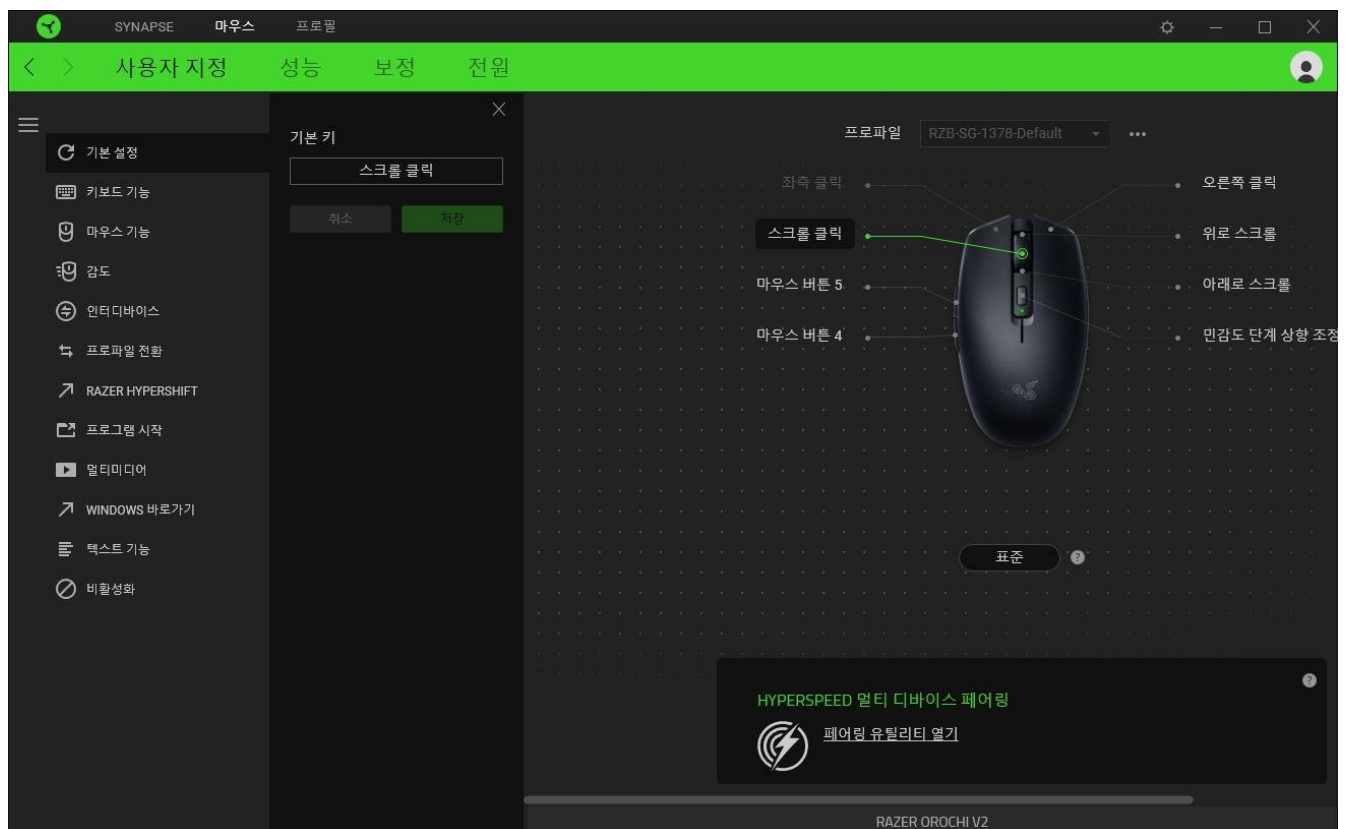 SYNAPSE 마우스 프로필
사용자 지정 성능 보정 전원
기본 설정
키보드 기능
마우스 기능
감도
인터디바이스
프로파일 전환
RAZER HYPERSHIFT
프로그램 시작
멀티미디어
WINDOWS 바로가기
텍스트 기능
비활성화
기본 키
스크롤 클릭
취소 저장
프로파일 RZB-SG-1378-Default
좌측 클릭
스크롤 클릭
마우스 버튼 5
마우스 버튼 4
오른쪽 클릭
위로 스크롤
아래로 스크롤
민감도 단계 상향 조정
표준 ?
?
HYPERSPEED 멀티 디바이스 페어링
페어링 유틸리티 열기
RAZER OROCHI V2